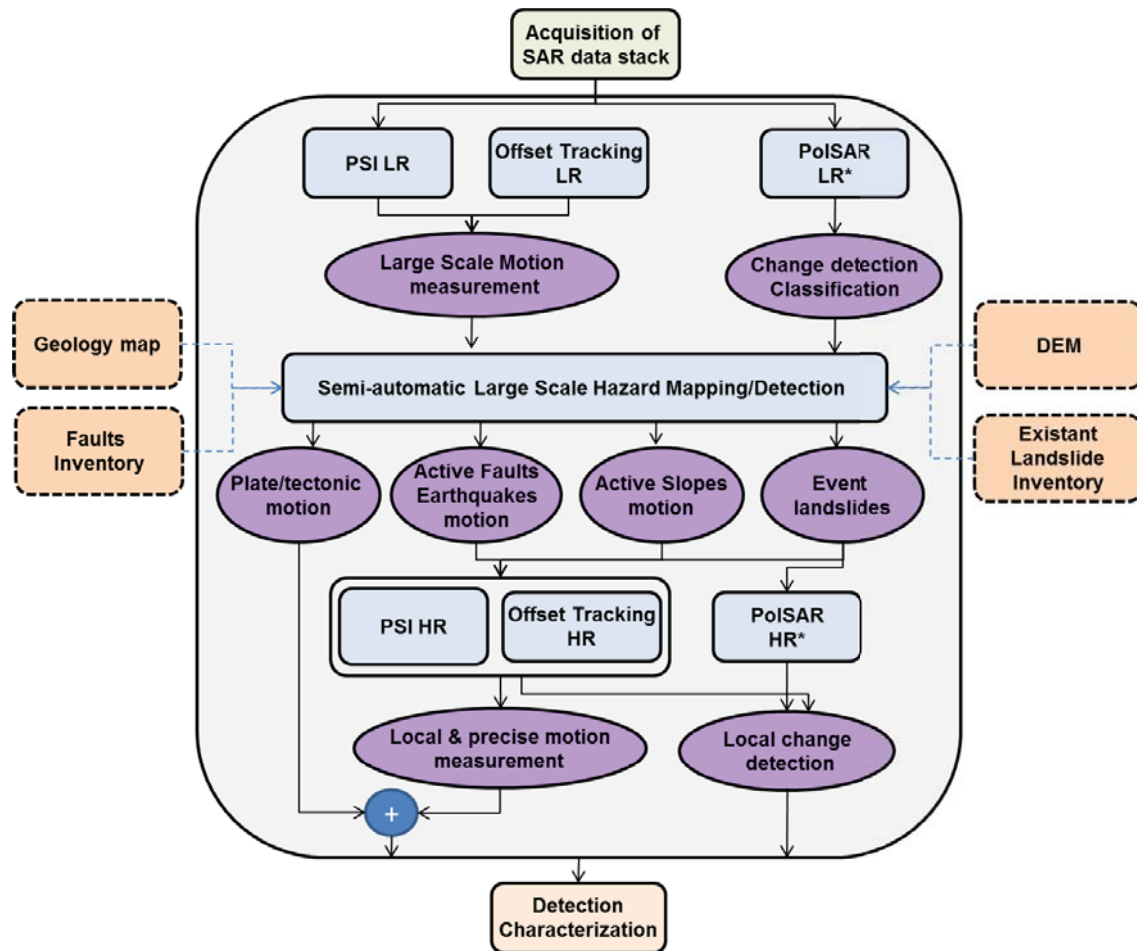 Acquisition of
SAR data stack
PSI LR
Offset Tracking
LR
PolSAR
LR*
Large Scale Motion
measurement
Change detection
Classification
Geology map
DEM
Semi-automatic Large Scale Hazard Mapping/Detection
Faults
Inventory
Existant
Landslide
Inventory
Plate/tectonic
motion
Active Faults
Earthquakes
motion
Active Slopes
motion
Event
landslides
PSI HR
Offset Tracking
HR
PolSAR
HR*
Local & precise motion
measurement
Local change
detection
+
Detection
Characterization